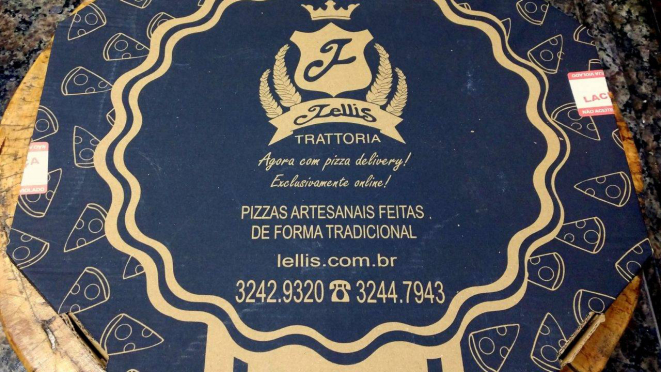 Lellis
TRATTORIA
Agora com pizza delivery!
Exclusivamente online!
PIZZAS ARTESANAIS FEITAS
DE FORMA TRADICIONAL
lellis.com.br
3242.9320 ☎ 3244.7943
LAC